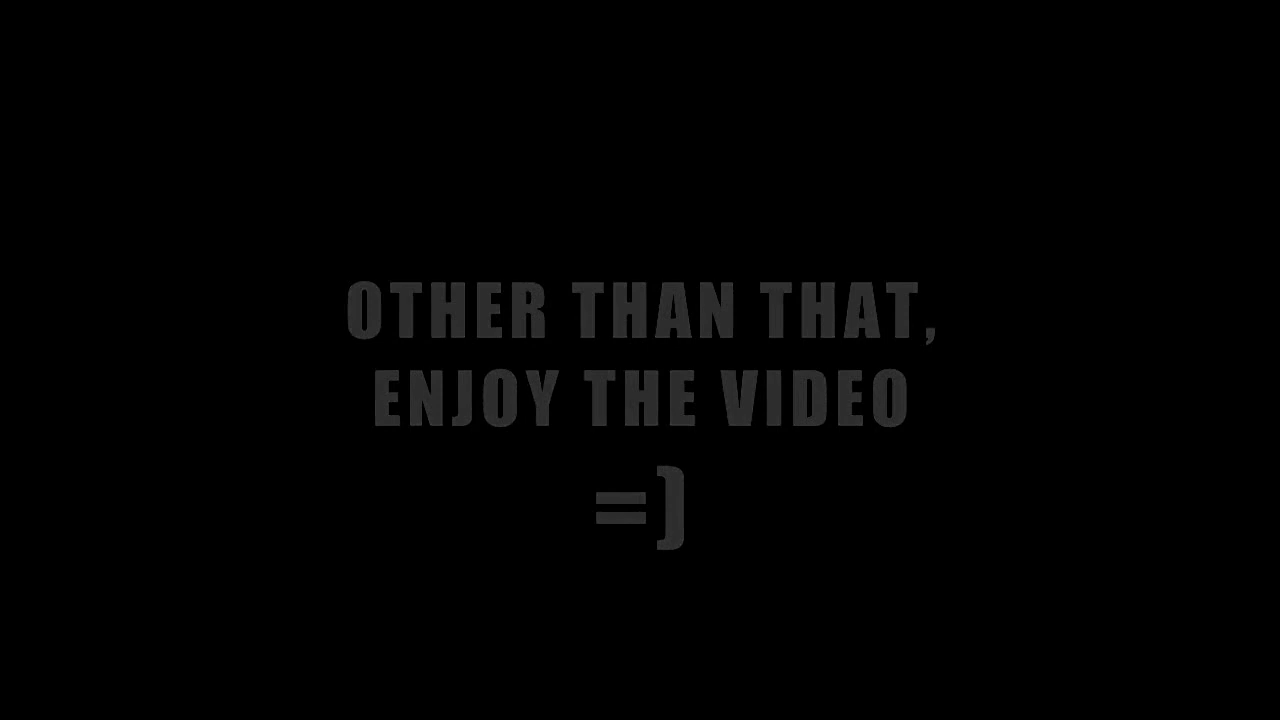 OTHER THAN THAT,
ENJOY THE VIDEO
=)